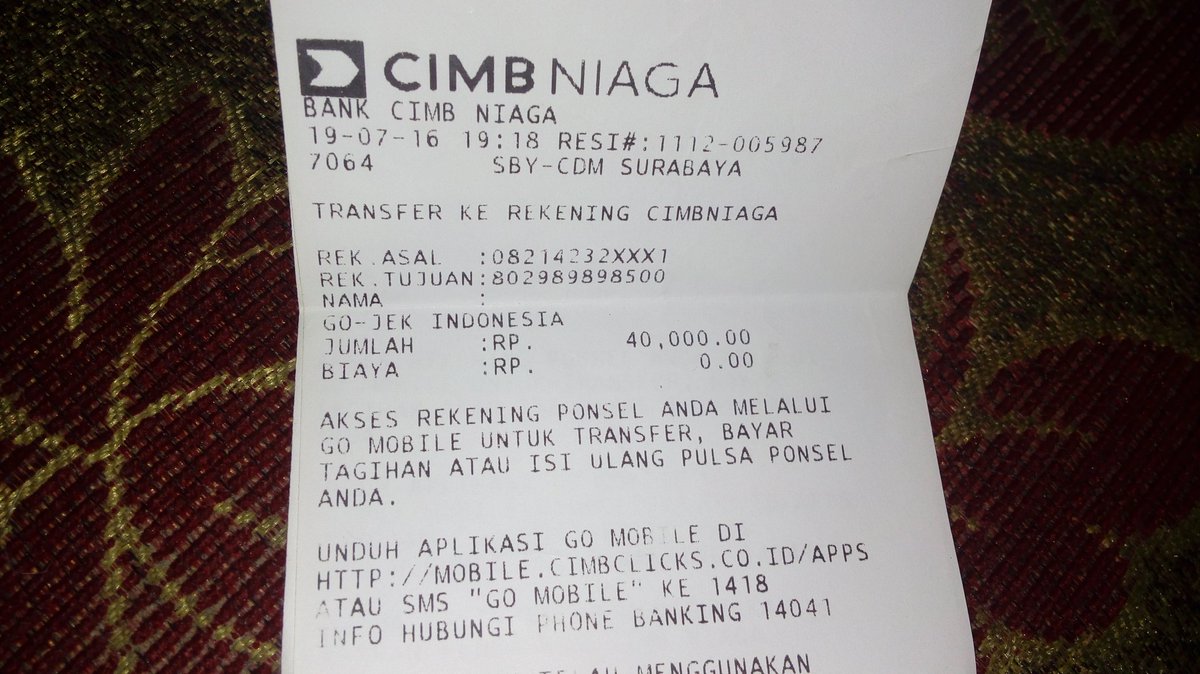 CIMB NIAGA
BANK CIMB NIAGA
19-07-16 19:18 RESI#:1112-005987
7064 SBY-CDM SURABAYA
TRANSFER KE REKENING CIMBNIAGA
REK.ASAL :08214232XXX1
REK.TUJUAN:802989898500
NAMA :
GO-JEK INDONESIA
JUMLAH :RP. 40,000.00
BIAYA :RP. 0.00
AKSES REKENING PONSEL ANDA MELALUI
GO MOBILE UNTUK TRANSFER, BAYAR
TAGIHAN ATAU ISI ULANG PULSA PONSEL
ANDA.
UNDUH APLIKASI GO MOBILE DI
HTTP://MOBILE.CIMBCLICKS.CO.ID/APPS
ATAU SMS "GO MOBILE" KE 1418
INFO HUBUNGI PHONE BANKING 14041
TELAH MENGGUNAKAN